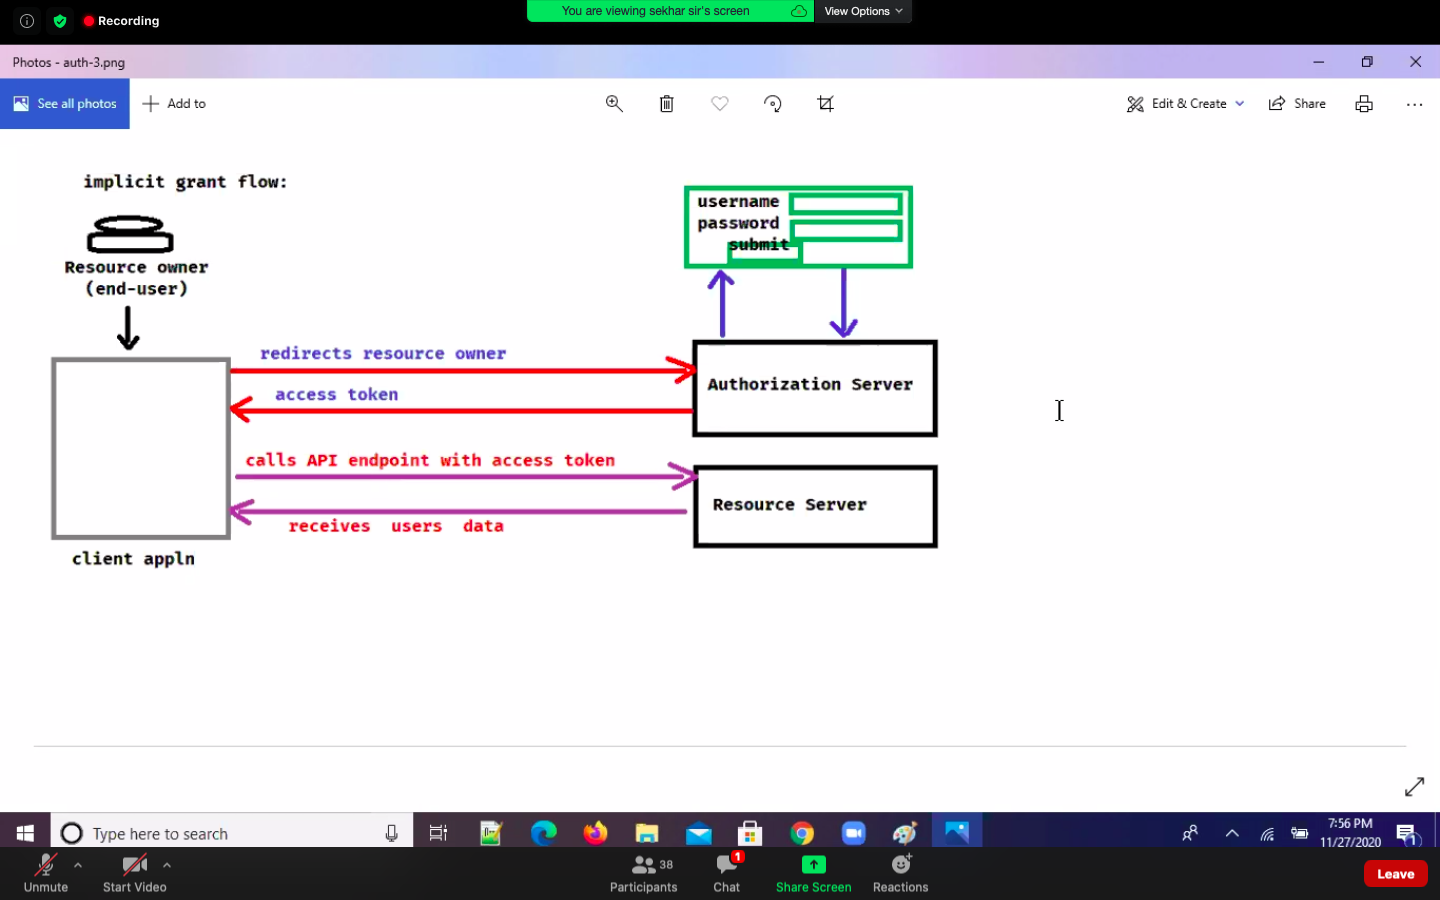 Recording
You are viewing sekhar sir's screen
View Options
Photos - auth-3.png
See all photos
Add to
Edit & Create
Share
implicit grant flow:
Resource owner
(end-user)
username
password
submit
redirects resource owner
access token
Authorization Server
calls API endpoint with access token
receives users data
Resource Server
client appln
Type here to search
7:56 PM
11/27/2020
1
Unmute
Start Video
Participants
38
Chat
1
Share Screen
Reactions
Leave